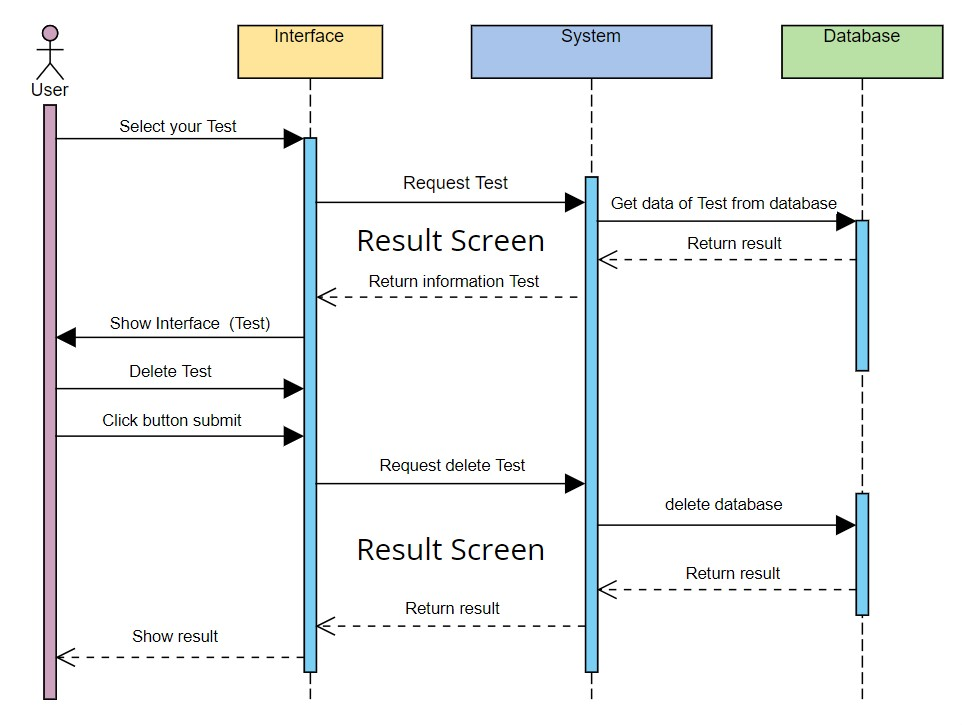 Interface
System
Database
User
Select your Test
Request Test
Get data of Test from database
Result Screen
Return result
Return information Test
Show Interface (Test)
Delete Test
Click button submit
Request delete Test
delete database
Result Screen
Return result
Return result
Show result